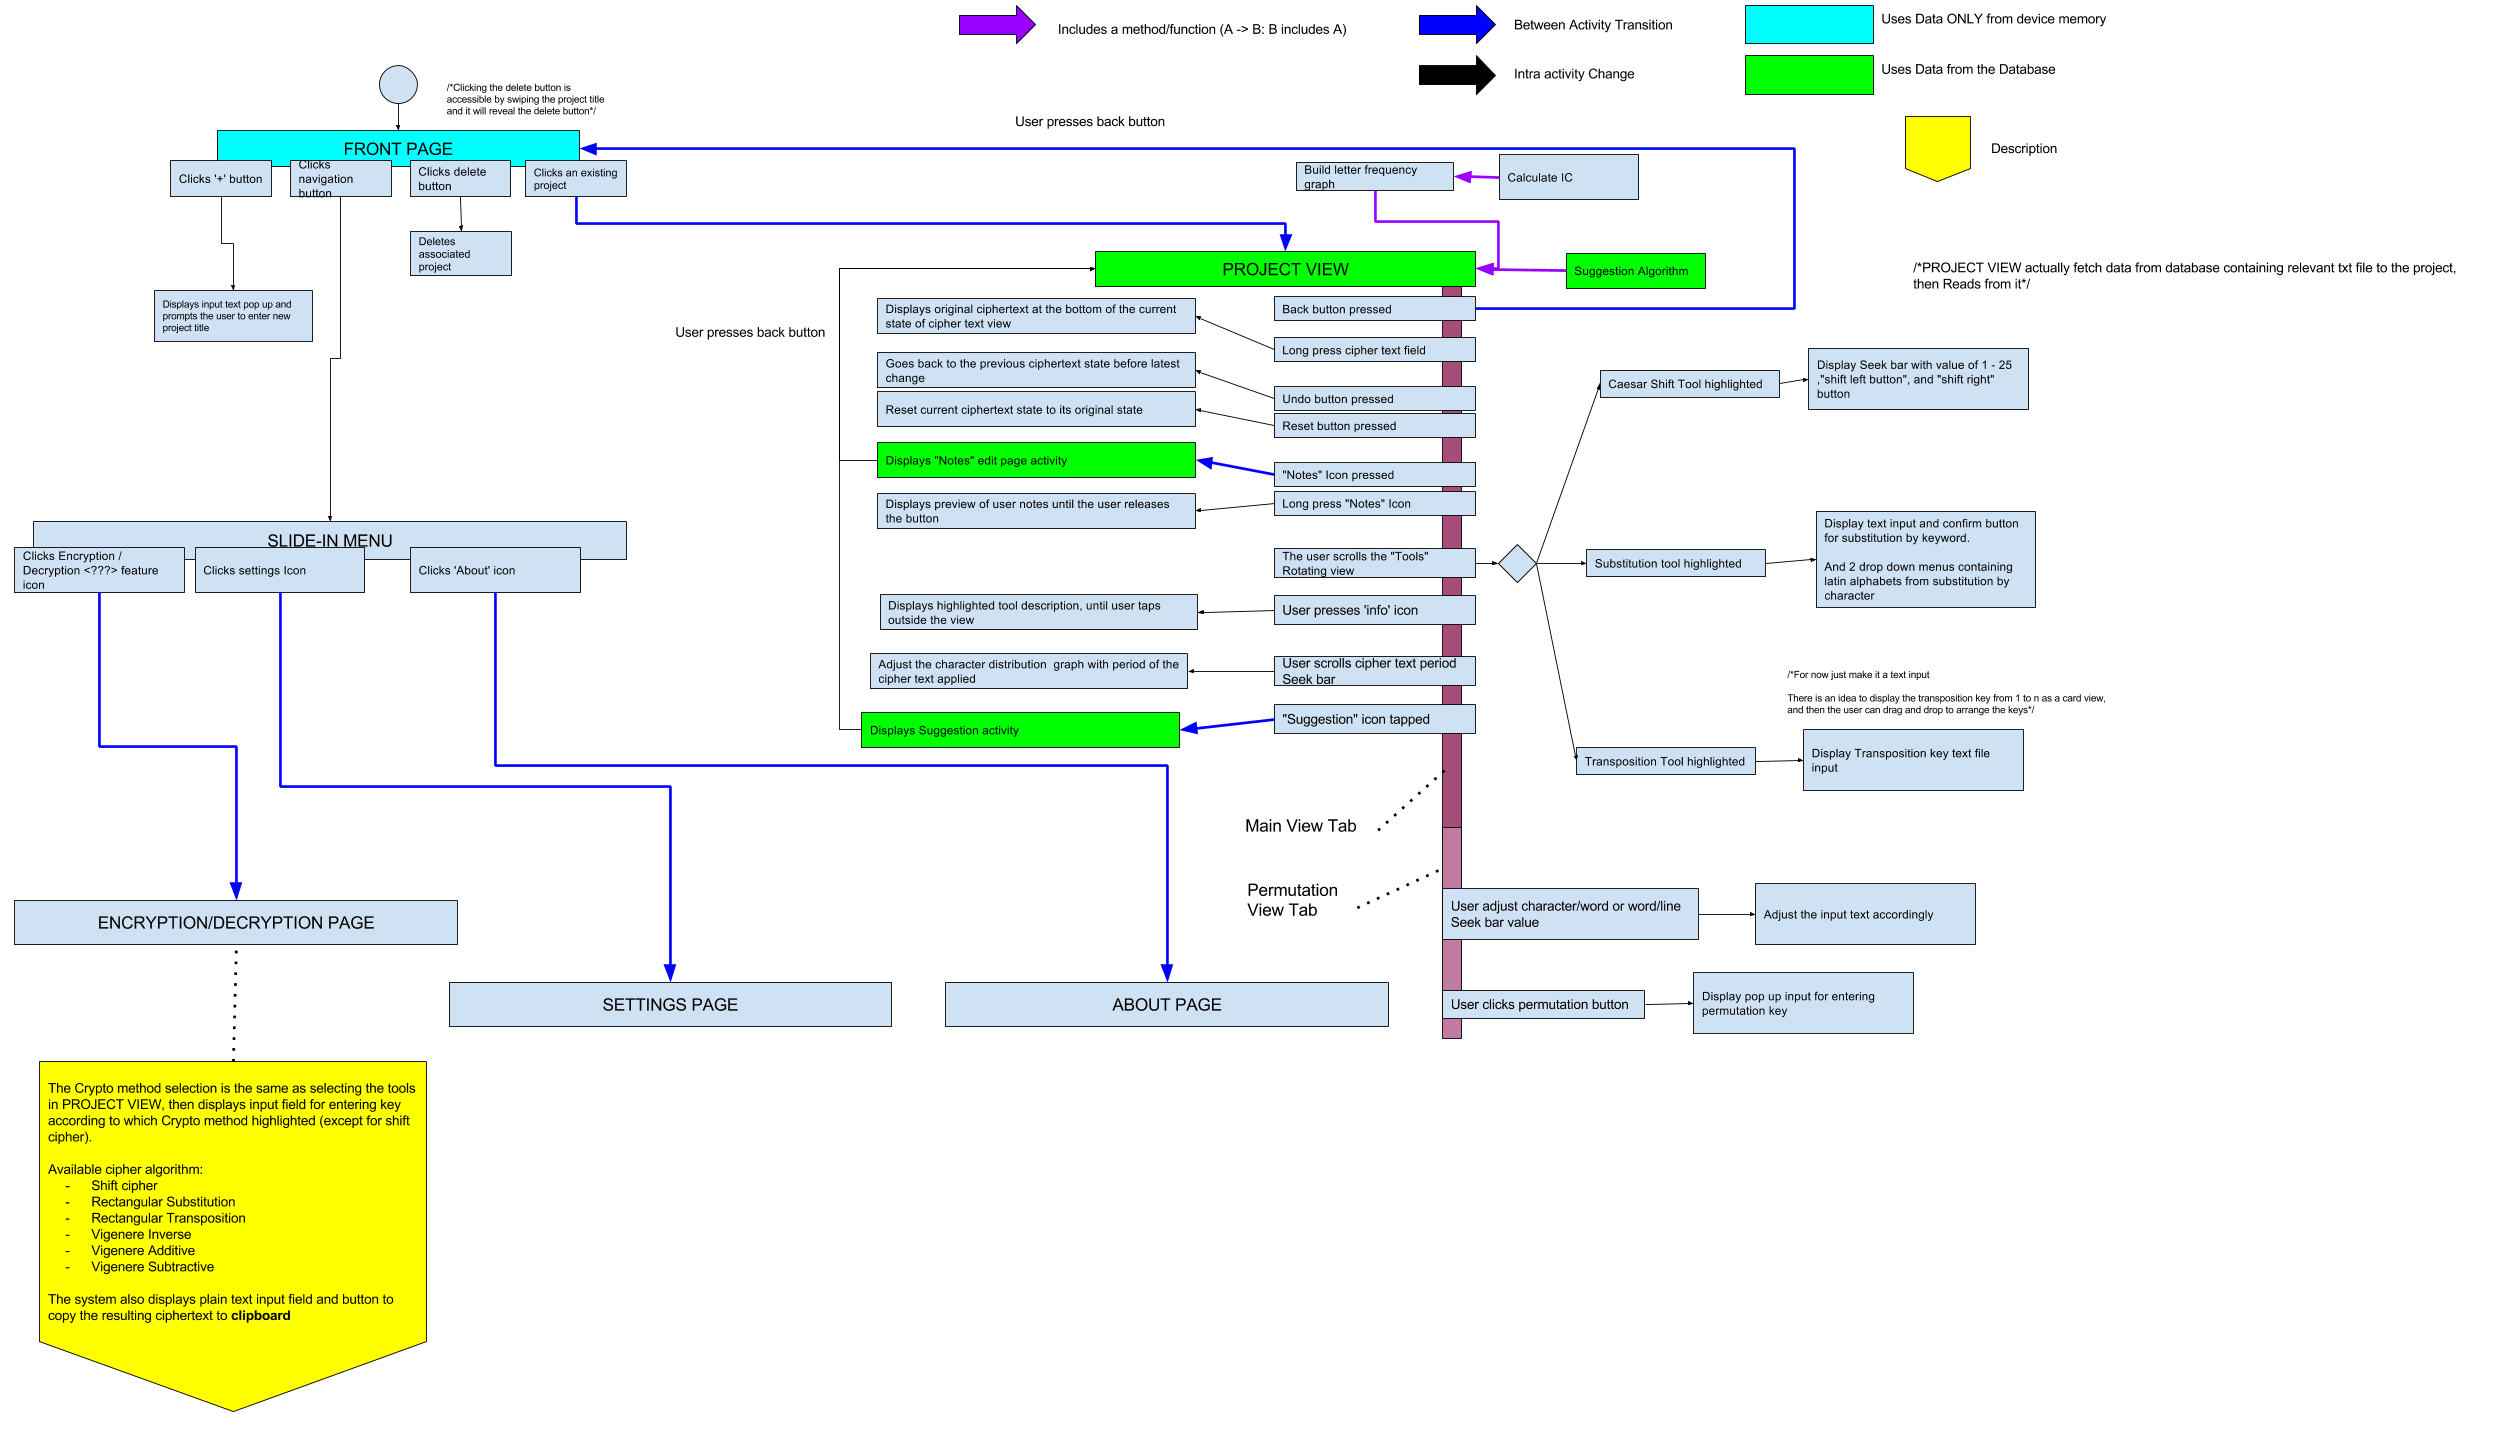 Includes a method/function (A -> B: B includes A)
Between Activity Transition
Uses Data ONLY from device memory
Intra activity Change
Uses Data from the Database
Description
/*Clicking the delete button is
accessible by swiping the project title
and it will reveal the delete button*/
User presses back button
FRONT PAGE
Clicks '+' button
Clicks
navigation
button
Clicks delete
button
Clicks an existing
project
Deletes
associated
project
Displays input text pop up and
prompts the user to enter new
project title
Build letter frequency
graph
Calculate IC
PROJECT VIEW
Suggestion Algorithm
/*PROJECT VIEW actually fetch data from database containing relevant txt file to the project,
then Reads from it*/
User presses back button
Displays original ciphertext at the bottom of the current
state of cipher text view
Back button pressed
Long press cipher text field
Goes back to the previous ciphertext state before latest
change
Undo button pressed
Reset current ciphertext state to its original state
Reset button pressed
Displays "Notes" edit page activity
"Notes" Icon pressed
Displays preview of user notes until the user releases
the button
Long press "Notes" Icon
The user scrolls the "Tools"
Rotating view
Displays highlighted tool description, until user taps
outside the view
User presses 'info' icon
Adjust the character distribution  graph with period of the
cipher text applied
User scrolls cipher text period
Seek bar
Displays Suggestion activity
"Suggestion" icon tapped
Caesar Shift Tool highlighted
Display Seek bar with value of 1 - 25
,"shift left button", and "shift right"
button
Substitution tool highlighted
Display text input and confirm button
for substitution by keyword.
And 2 drop down menus containing
latin alphabets from substitution by
character
/*For now just make it a text input
There is an idea to display the transposition key from 1 to n as a card view,
and then the user can drag and drop to arrange the keys*/
Transposition Tool highlighted
Display Transposition key text file
input
SLIDE-IN MENU
Clicks Encryption /
Decryption <???> feature
icon
Clicks settings Icon
Clicks 'About' icon
Main View Tab
Permutation
View Tab
User adjust character/word or word/line
Seek bar value
Adjust the input text accordingly
User clicks permutation button
Display pop up input for entering
permutation key
ENCRYPTION/DECRYPTION PAGE
SETTINGS PAGE
ABOUT PAGE
The Crypto method selection is the same as selecting the tools
in PROJECT VIEW, then displays input field for entering key
according to which Crypto method highlighted (except for shift
cipher).
Available cipher algorithm:
- Shift cipher
- Rectangular Substitution
- Rectangular Transposition
- Vigenere Inverse
- Vigenere Additive
- Vigenere Subtractive
The system also displays plain text input field and button to
copy the resulting ciphertext to clipboard